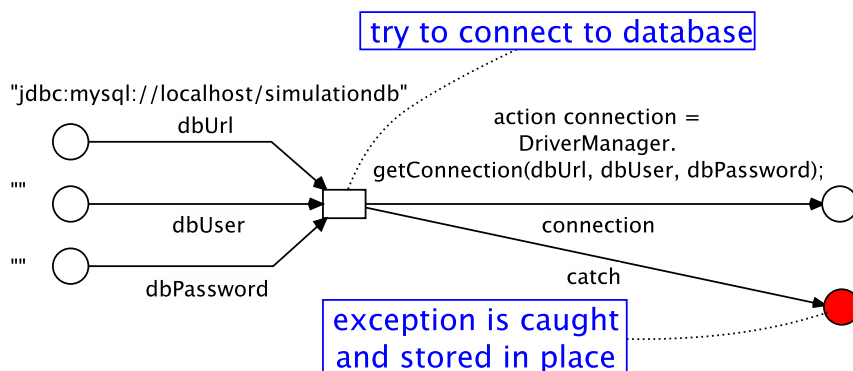 try to connect to database
"jdbc:mysql://localhost/simulationdb"
dbUrl
action connection =
DriverManager.
getConnection(dbUrl, dbUser, dbPassword);
""
dbUser
connection
""
dbPassword
catch
exception is caught
and stored in place